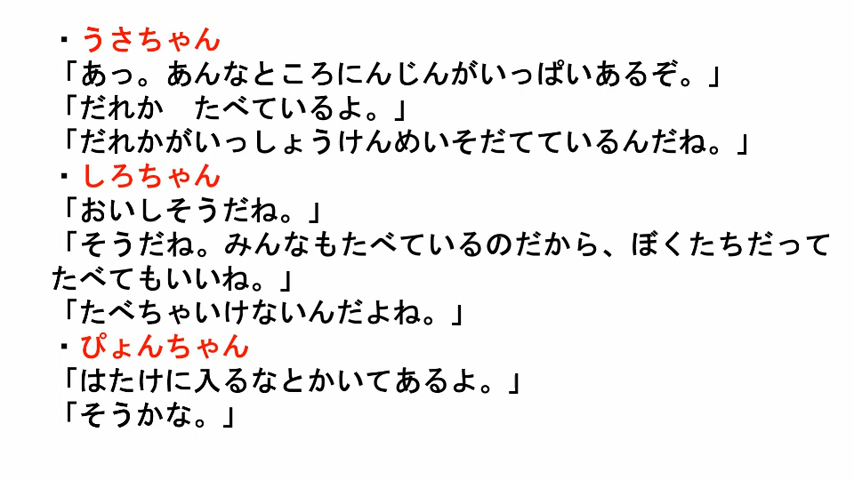 ・うさちゃん
「あっ。あんなところにんじんがいっぱいあるぞ。」
「だれか　たべているよ。」
「だれかがいっしょうけんめいそだてているんだね。」
・しろちゃん
「おいしそうだね。」
「そうだね。みんなもたべているのだから、ぼくたちだって
たべてもいいね。」
「たべちゃいけないんだよね。」
・ぴょんちゃん
「はたけに入るなとかいてあるよ。」
「そうかな。」